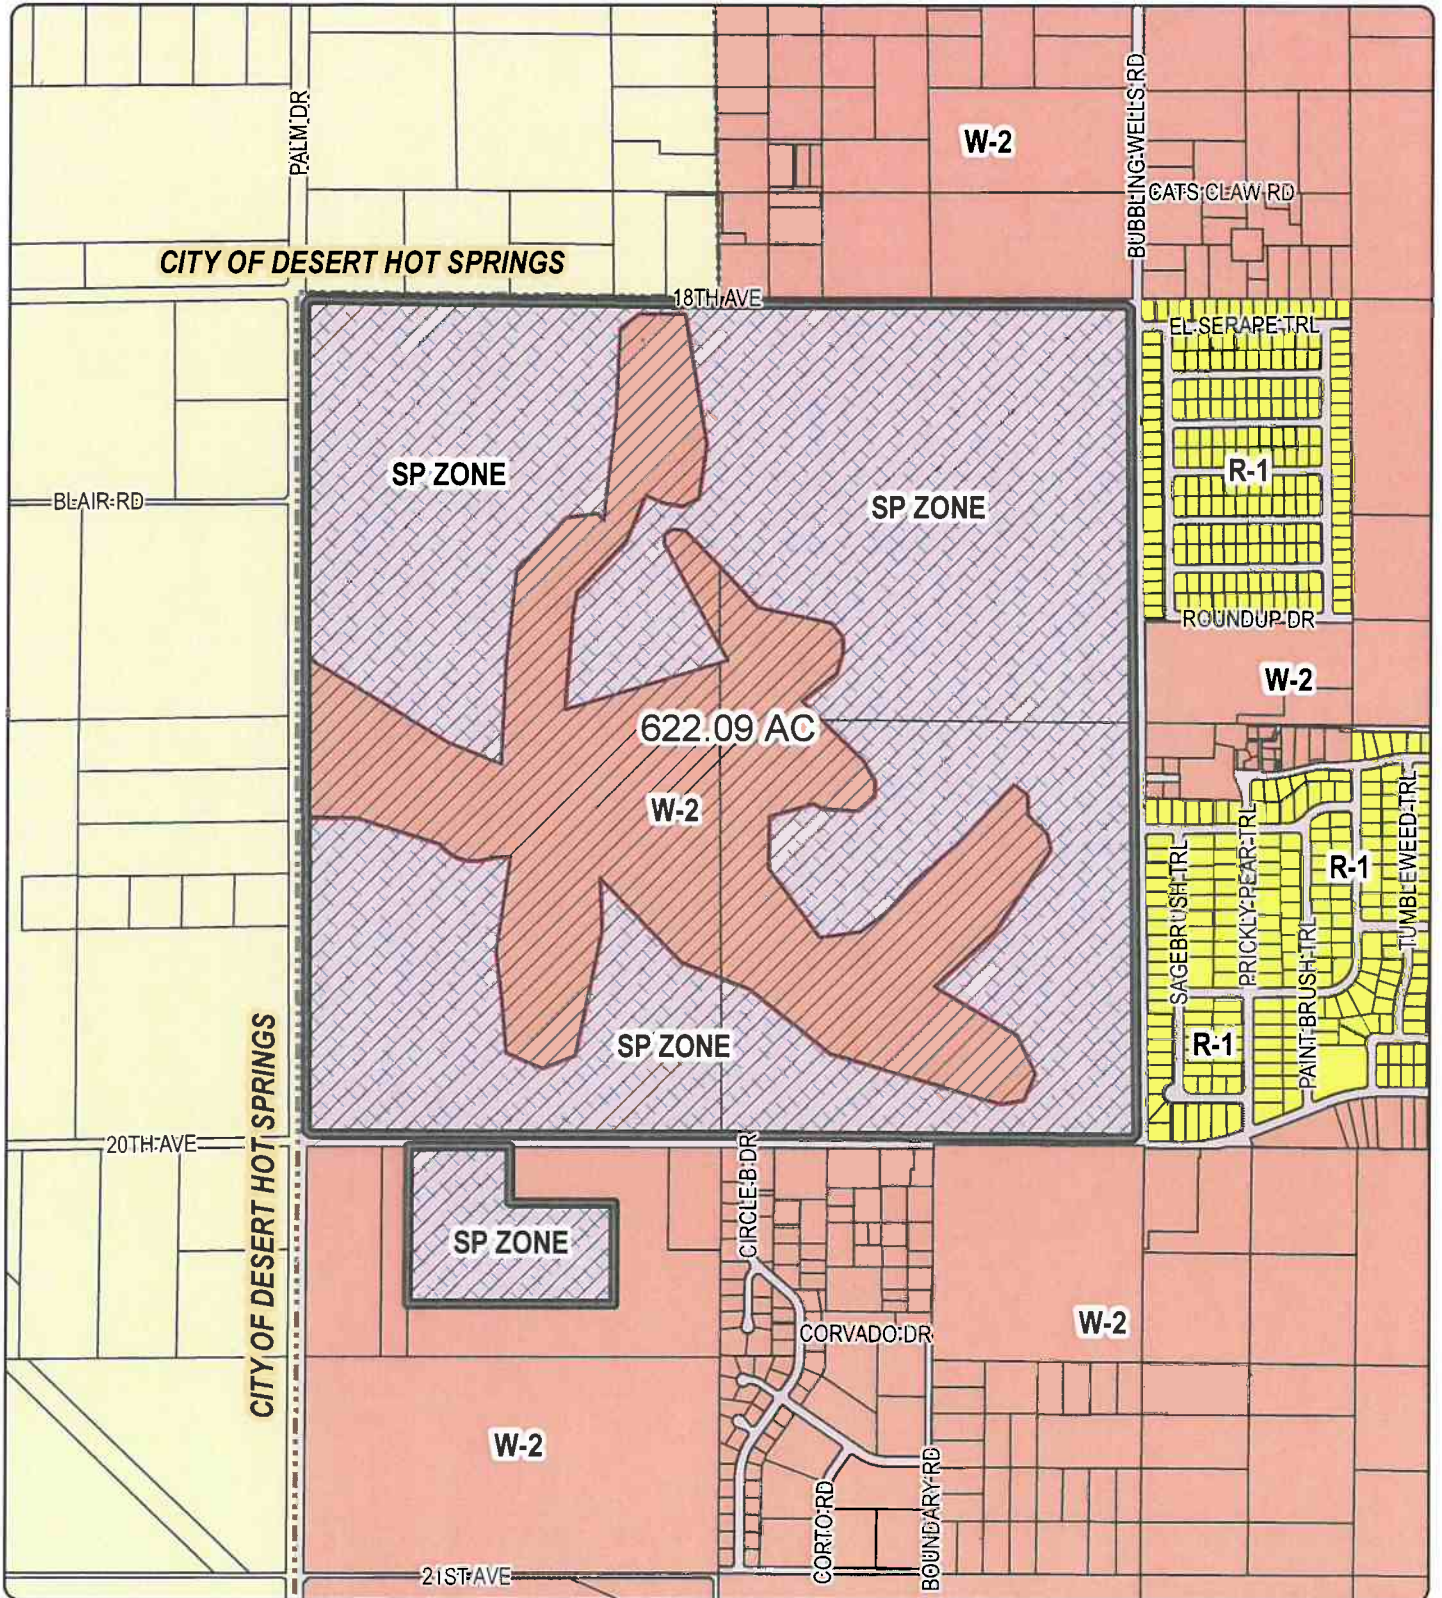 PALM DR
W-2
BUBBLING WELLS RD
CATS CLAW RD
CITY OF DESERT HOT SPRINGS
18TH AVE
EL SERAPE TRL
SP ZONE
R-1
BLAIR RD
SP ZONE
ROUNDUP DR
W-2
622.09 AC
W-2
TUMBLEWEED TRL
R-1
SAGEBRUSH TRL
PRICKLY PEAR TRL
PAINT BRUSH TRL
SP ZONE
R-1
CITY OF DESERT HOT SPRINGS
20TH AVE
CIRCLE B DR
SP ZONE
W-2
CORVADO DR
W-2
CORTO RD
BOUNDARY RD
21ST AVE